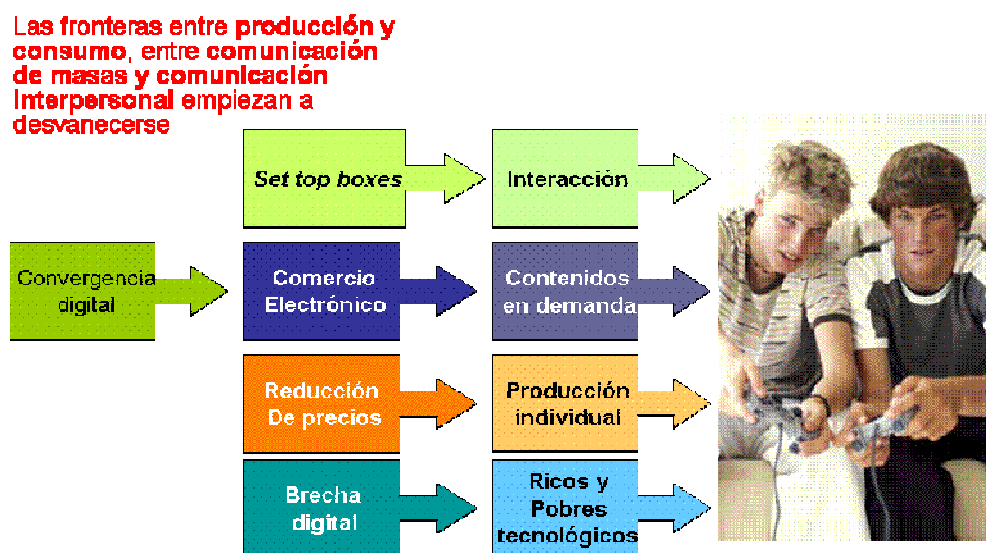 Las fronteras entre producción y
consumo, entre comunicación
de masas y comunicación
Interpersonal empiezan a
desvanecerse
Set top boxes
Interacción
Convergencia
digital
Comercio
Electrónico
Contenidos
en demanda
Reducción
De precios
Producción
individual
Brecha
digital
Ricos y
Pobres
tecnológicos